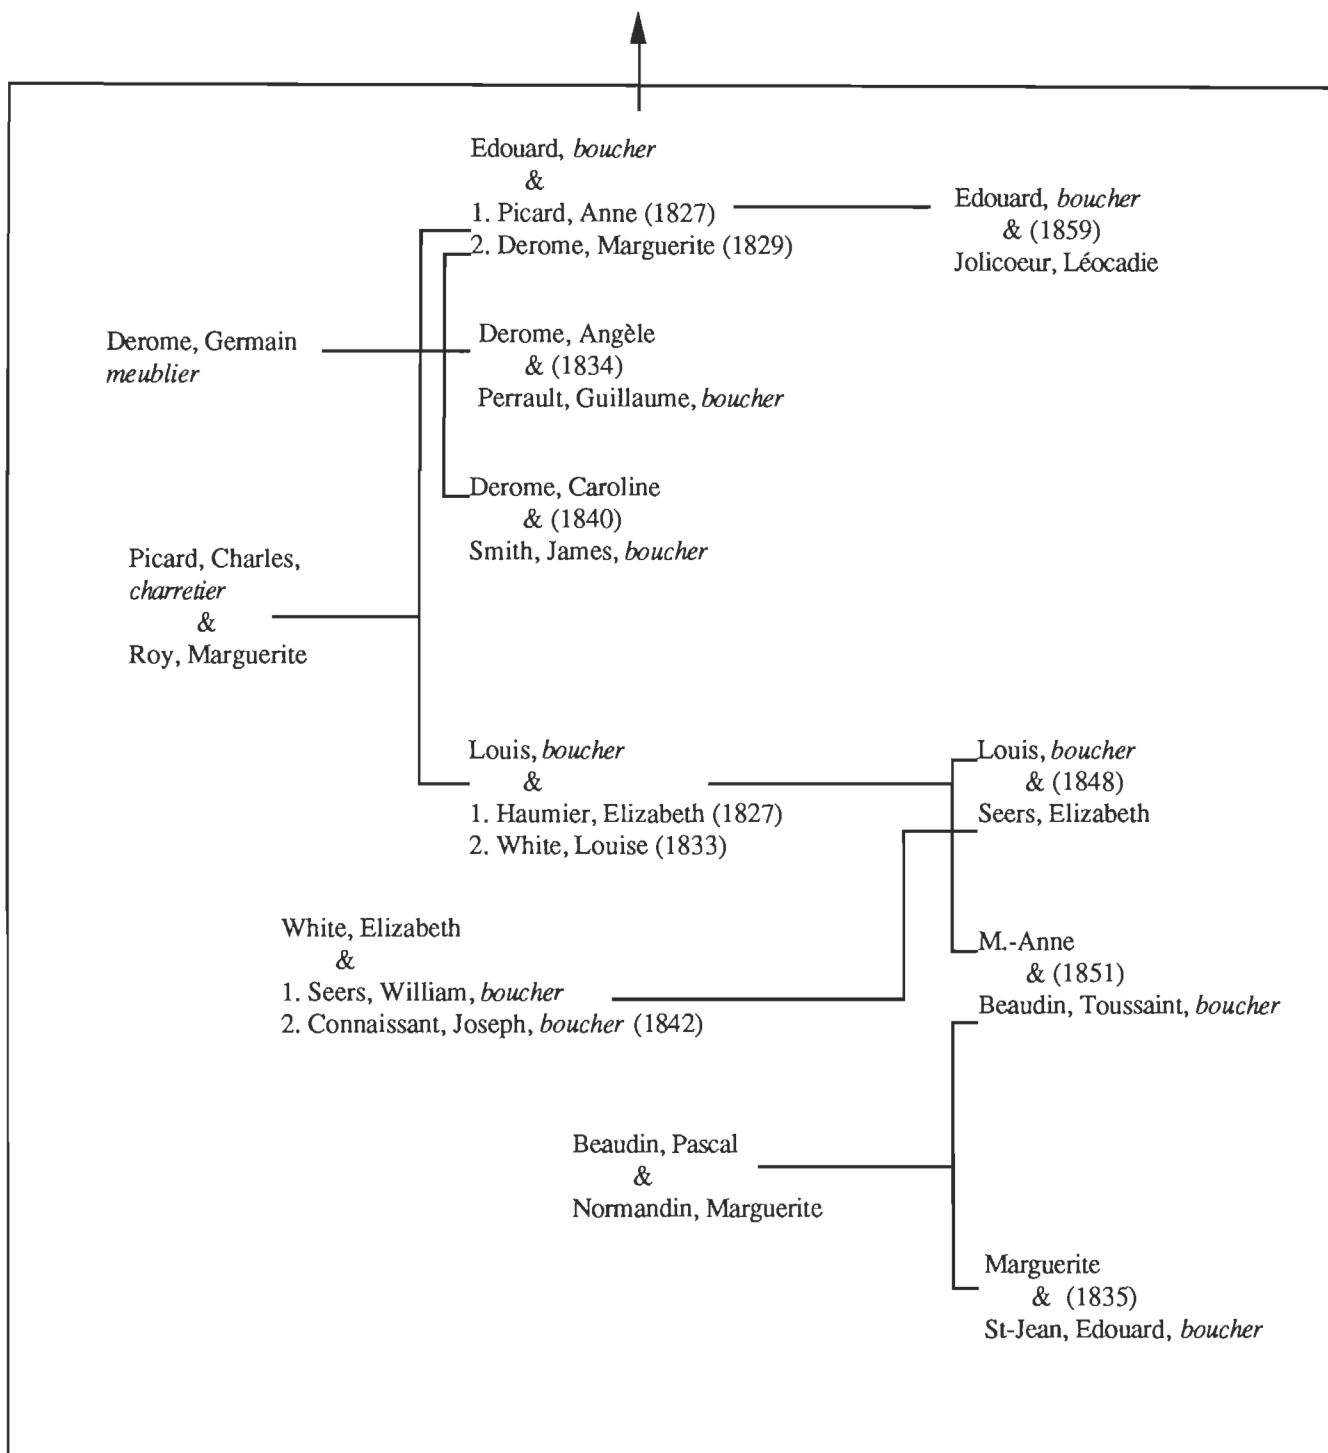 Edouard, boucher
&
1. Picard, Anne (1827)
2. Derome, Marguerite (1829)
Edouard, boucher
& (1859)
Jolicoeur, Léocadie
Derome, Germain
meublier
Derome, Angèle
& (1834)
Perrault, Guillaume, boucher
Derome, Caroline
& (1840)
Smith, James, boucher
Picard, Charles,
charretier
&
Roy, Marguerite
Louis, boucher
&
1. Haumier, Elizabeth (1827)
2. White, Louise (1833)
Louis, boucher
& (1848)
Seers, Elizabeth
White, Elizabeth
&
1. Seers, William, boucher
2. Connaissant, Joseph, boucher (1842)
M.-Anne
& (1851)
Beaudin, Toussaint, boucher
Beaudin, Pascal
&
Normandin, Marguerite
Marguerite
& (1835)
St-Jean, Edouard, boucher